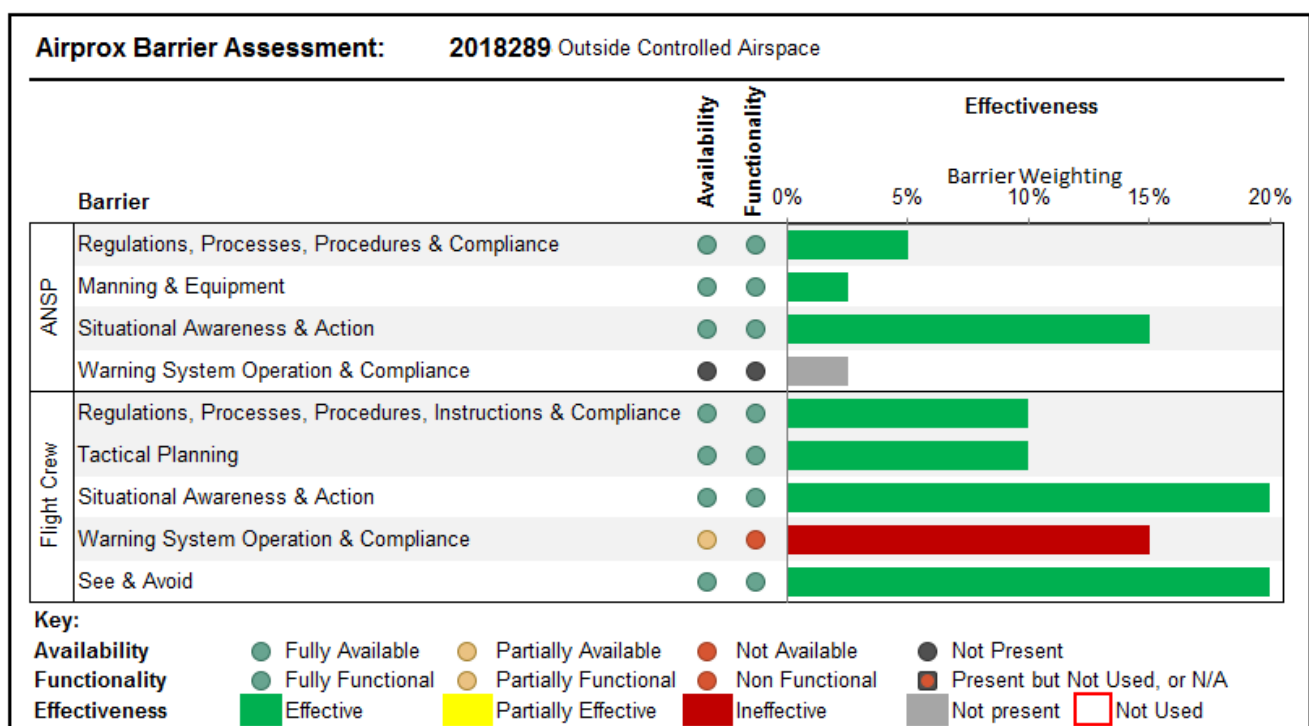 Airprox Barrier Assessment: 2018289 Outside Controlled Airspace
Availability
Functionality
Effectiveness
Barrier Weighting
Barrier
0% 5% 10% 15% 20%
ANSP
Regulations, Processes, Procedures & Compliance
Manning & Equipment
Situational Awareness & Action
Warning System Operation & Compliance
Flight Crew
Regulations, Processes, Procedures, Instructions & Compliance
Tactical Planning
Situational Awareness & Action
Warning System Operation & Compliance
See & Avoid
Key:
Availability Fully Available Partially Available Not Available Not Present
Functionality Fully Functional Partially Functional Non Functional Present but Not Used, or N/A
Effectiveness Effective Partially Effective Ineffective Not present Not Used